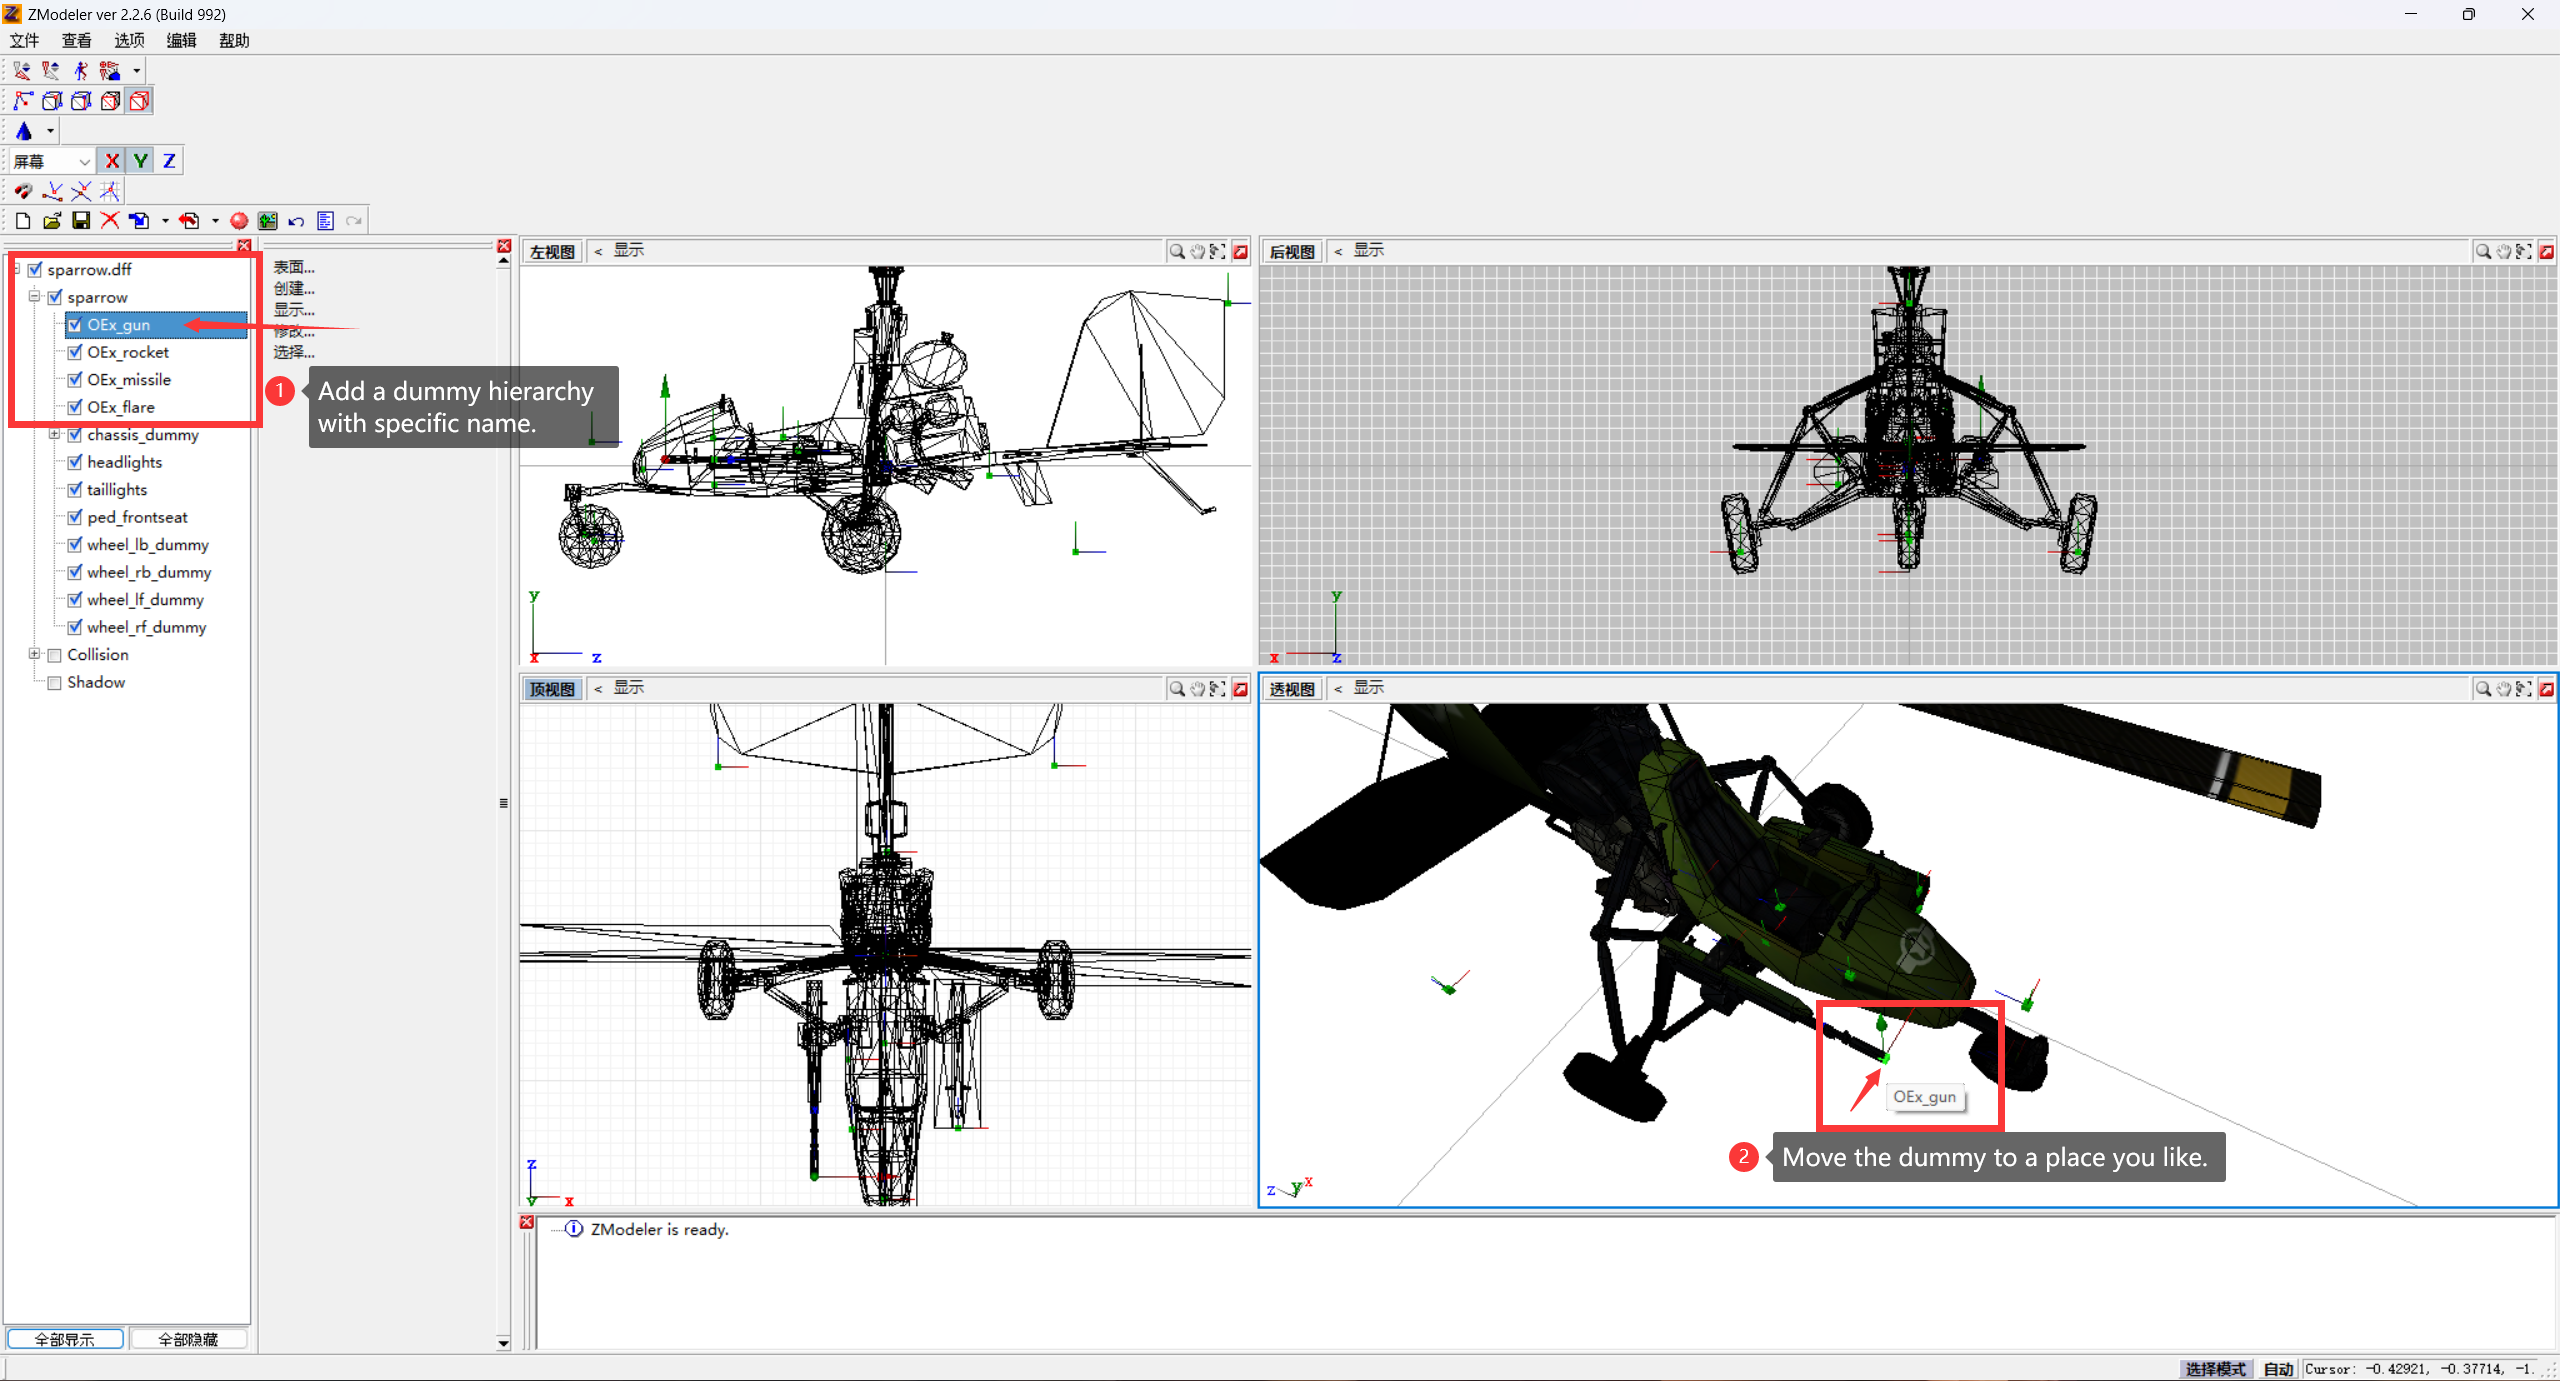 ZModeler ver 2.2.6 (Build 992)
文件 查看 选项 编辑 帮助
屏幕 X Y Z
sparrow.dff
sparrow
OEx_gun
OEx_rocket
OEx_missile
OEx_flare
chassis_dummy
headlights
taillights
ped_frontseat
wheel_lb_dummy
wheel_rb_dummy
wheel_lf_dummy
wheel_rf_dummy
Collision
Shadow
全部显示 全部隐藏
表面...
创建...
显示...
修改...
选择...
1 Add a dummy hierarchy
with specific name.
左视图 < 显示
y
x z
后视图 < 显示
y
x z
顶视图 < 显示
z
y x
透视图 < 显示
OEx_gun
2 Move the dummy to a place you like.
z y x
ZModeler is ready.
选择模式 自动 Cursor: -0.42921, -0.37714, -1.